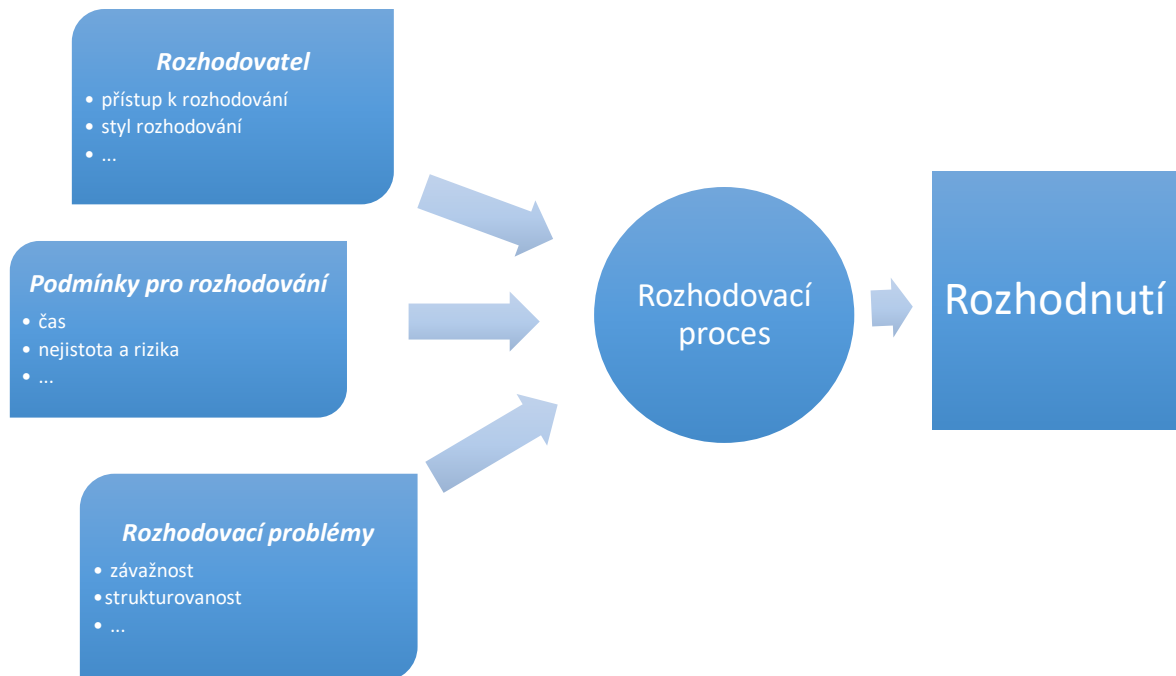 Rozhodovatel
• přístup k rozhodování
• styl rozhodování
• ...
Podmínky pro rozhodování
• čas
• nejistota a rizika
• ...
Rozhodovací problémy
• závažnost
•strukturovanost
• ...
Rozhodovací
proces
Rozhodnutí